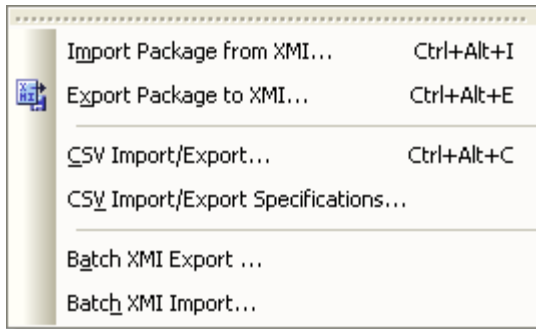 Import Package from XMI... Ctrl+Alt+I
XMI
Export Package to XMI... Ctrl+Alt+E
CSV Import/Export... Ctrl+Alt+C
CSV Import/Export Specifications...
Batch XMI Export ...
Batch XMI Import...